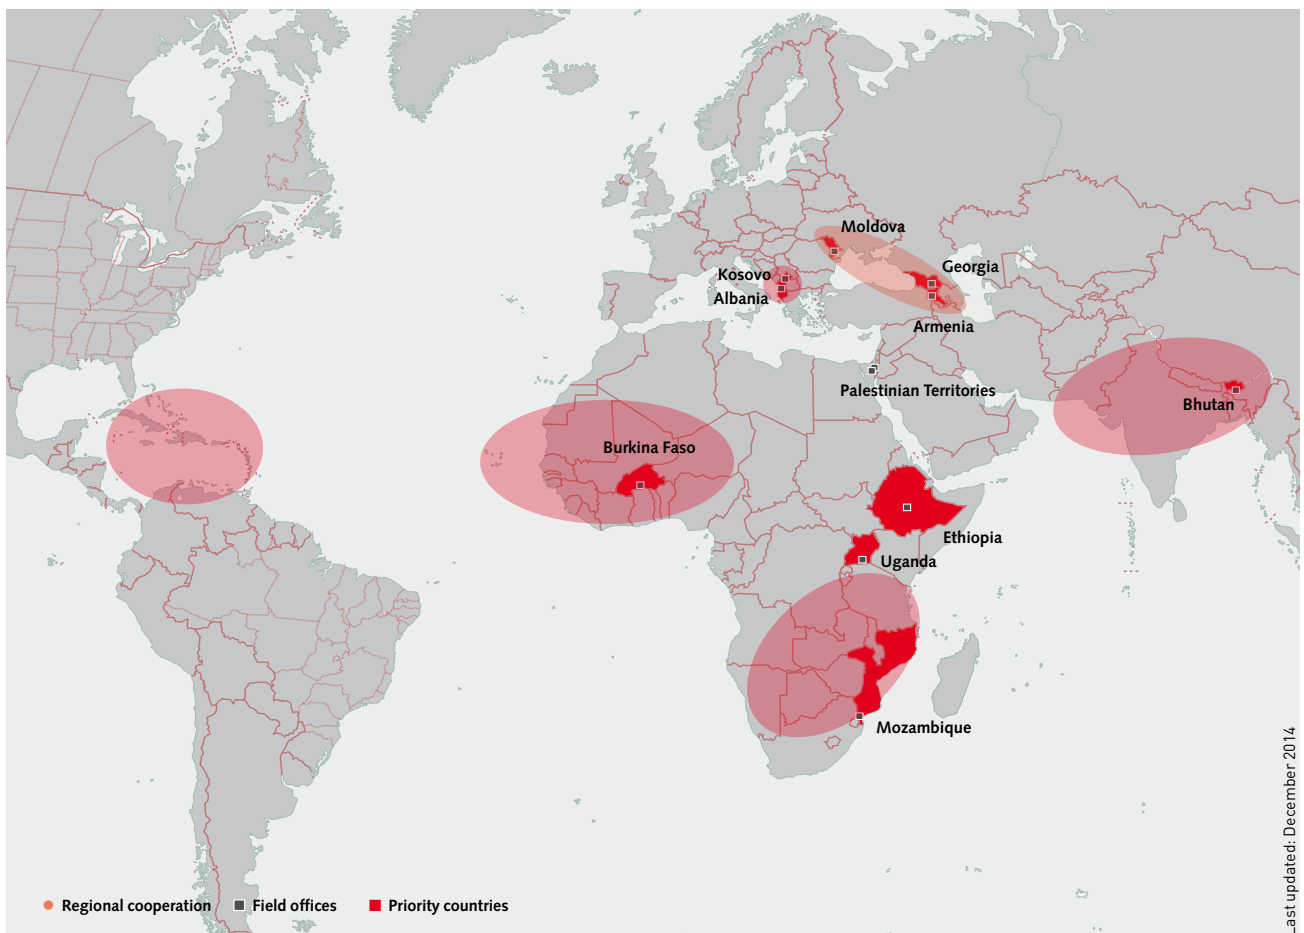 Moldova
Georgia
Kosovo
Albania
Armenia
Palestinian Territories
Bhutan
Burkina Faso
Ethiopia
Uganda
Mozambique
Last updated: December 2014
Regional cooperation
Field offices
Priority countries